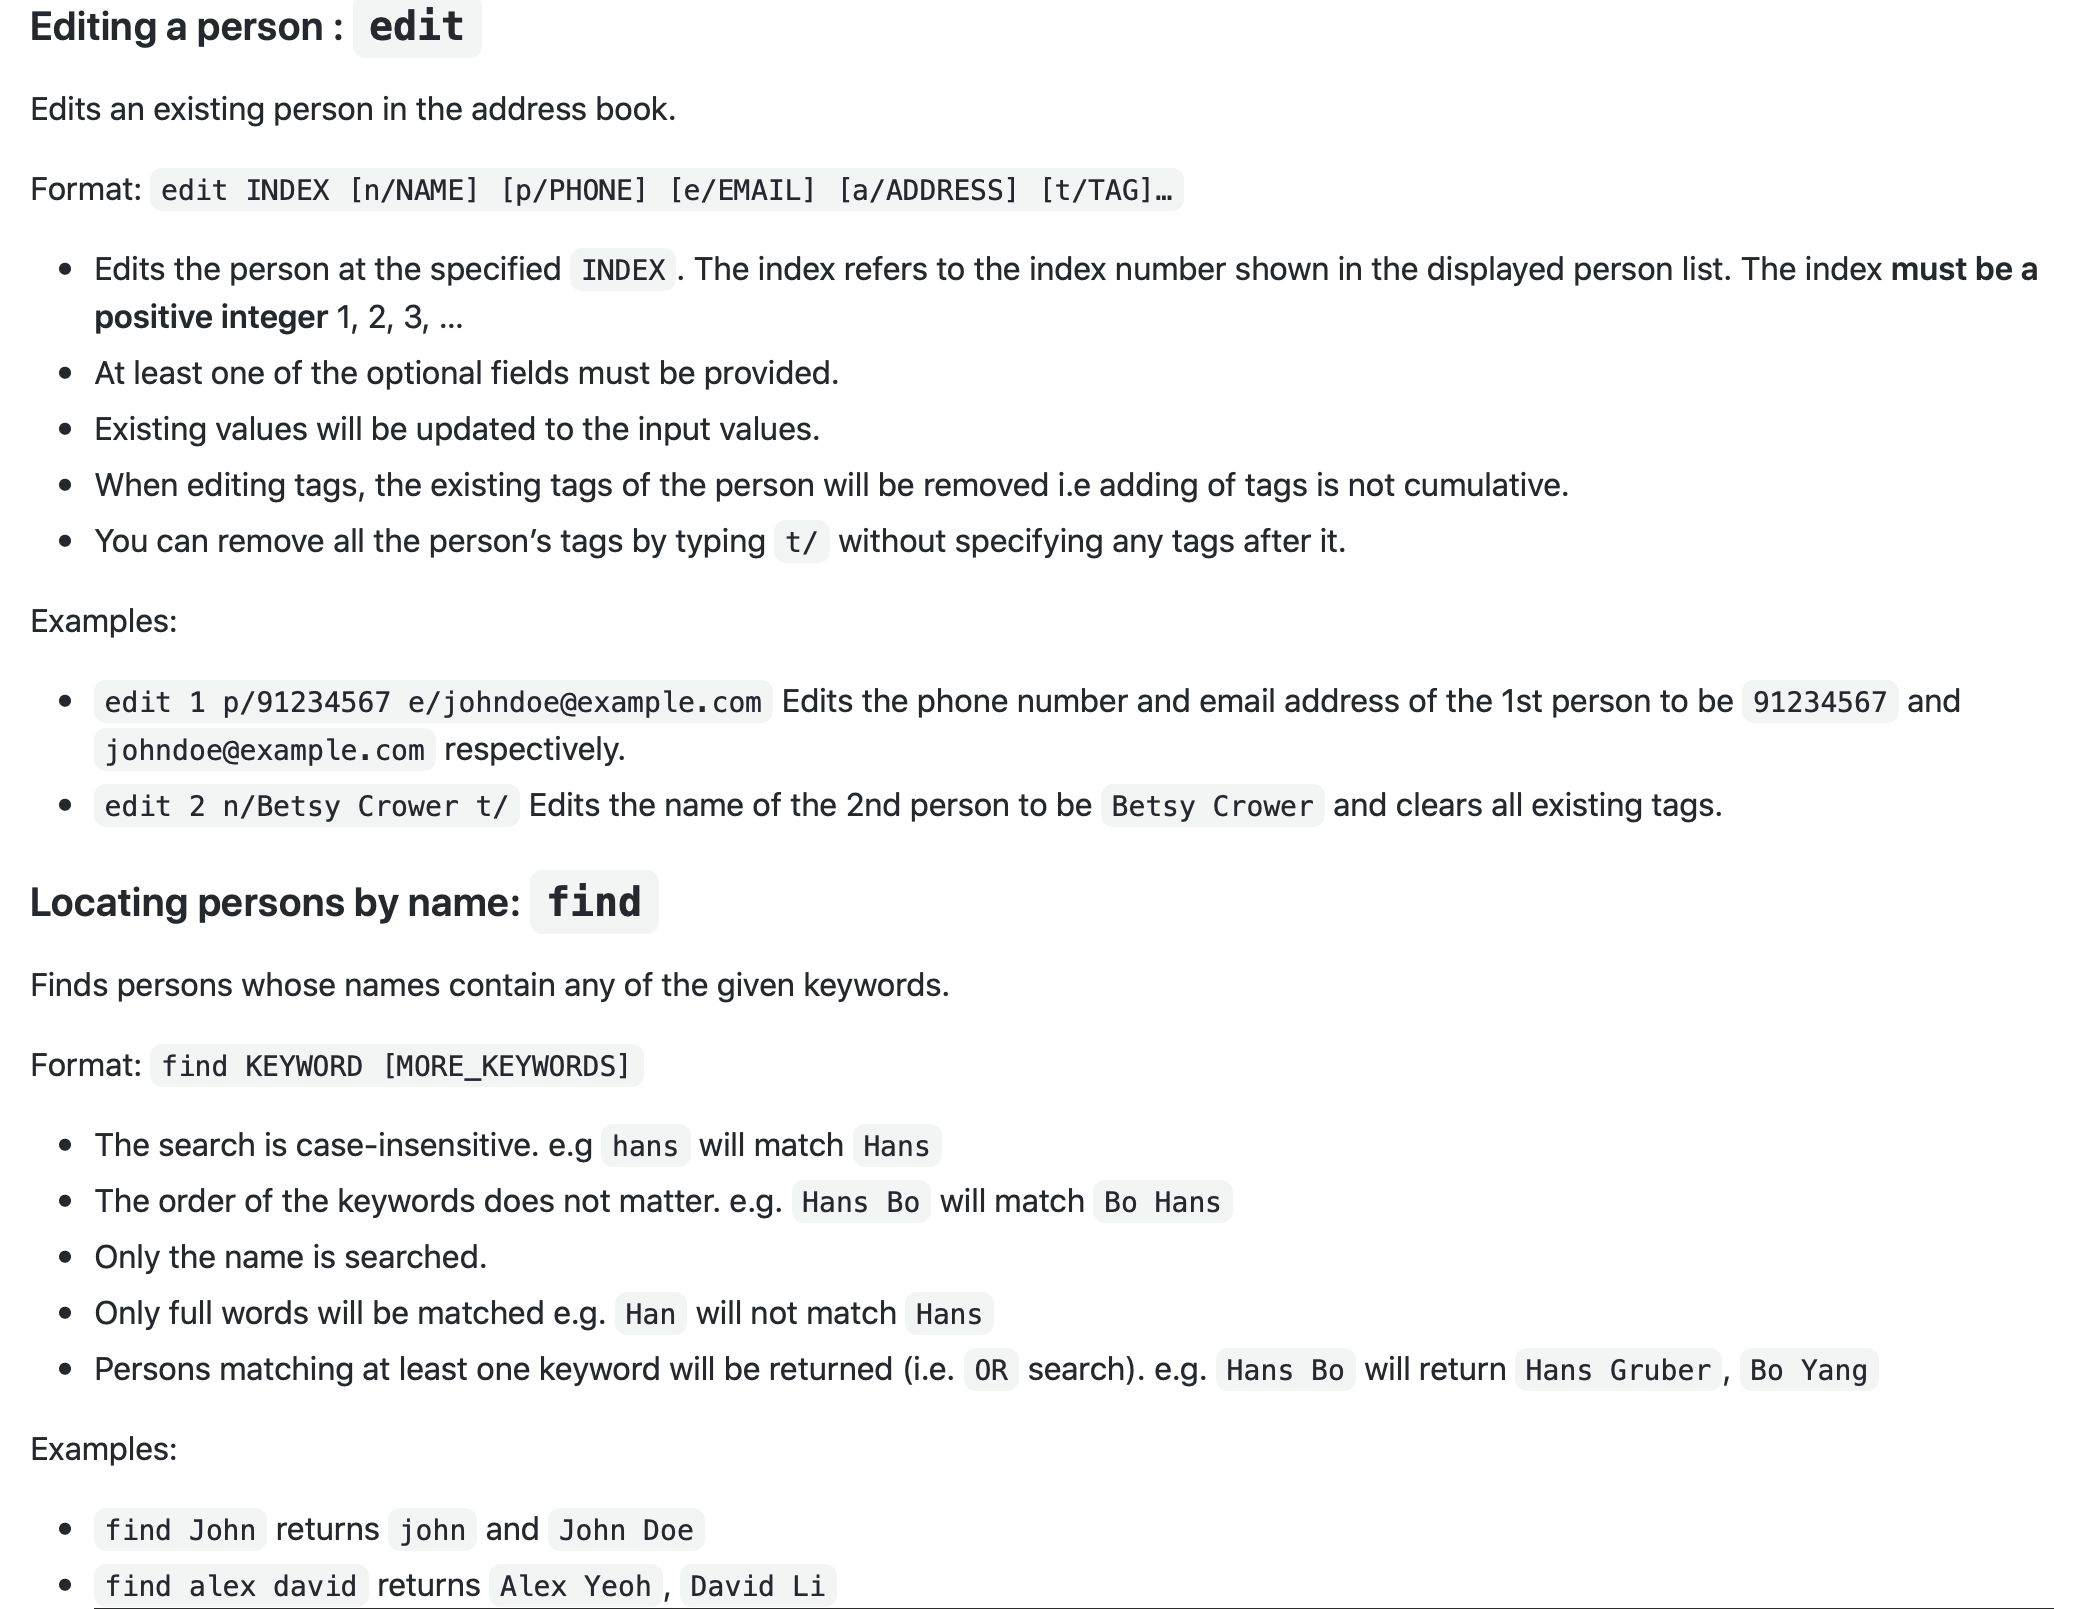 Editing a person : edit
Edits an existing person in the address book.
Format: edit INDEX [n/NAME] [p/PHONE] [e/EMAIL] [a/ADDRESS] [t/TAG]…
• Edits the person at the specified INDEX. The index refers to the index number shown in the displayed person list. The index must be a
positive integer 1, 2, 3, …
• At least one of the optional fields must be provided.
• Existing values will be updated to the input values.
• When editing tags, the existing tags of the person will be removed i.e adding of tags is not cumulative.
• You can remove all the person’s tags by typing t/ without specifying any tags after it.
Examples:
• edit 1 p/91234567 e/johndoe@example.com Edits the phone number and email address of the 1st person to be 91234567 and
johndoe@example.com respectively.
• edit 2 n/Betsy Crower t/ Edits the name of the 2nd person to be Betsy Crower and clears all existing tags.
Locating persons by name: find
Finds persons whose names contain any of the given keywords.
Format: find KEYWORD [MORE_KEYWORDS]
• The search is case-insensitive. e.g hans will match Hans
• The order of the keywords does not matter. e.g. Hans Bo will match Bo Hans
• Only the name is searched.
• Only full words will be matched e.g. Han will not match Hans
• Persons matching at least one keyword will be returned (i.e. OR search). e.g. Hans Bo will return Hans Gruber, Bo Yang
Examples:
• find John returns john and John Doe
• find alex david returns Alex Yeoh, David Li